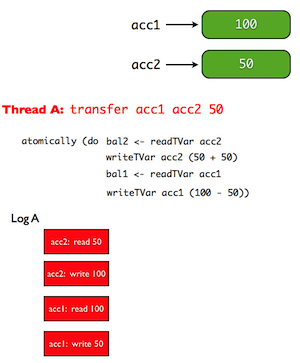 acc1 100
acc2 50
Thread A: transfer acc1 acc2 50
atomically (do bal2 <- readTVar acc2
writeTVar acc2 (50 + 50)
bal1 <- readTVar acc1
writeTVar acc1 (100 - 50))
Log A
acc2: read 50
acc2: write 100
acc1: read 100
acc1: write 50